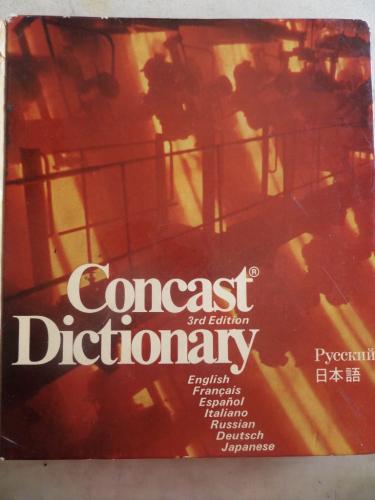 Concast®
3rd Edition
Dictionary
English
Français
Español
Italiano
Russian
Deutsch
Japanese
Русский
日本語